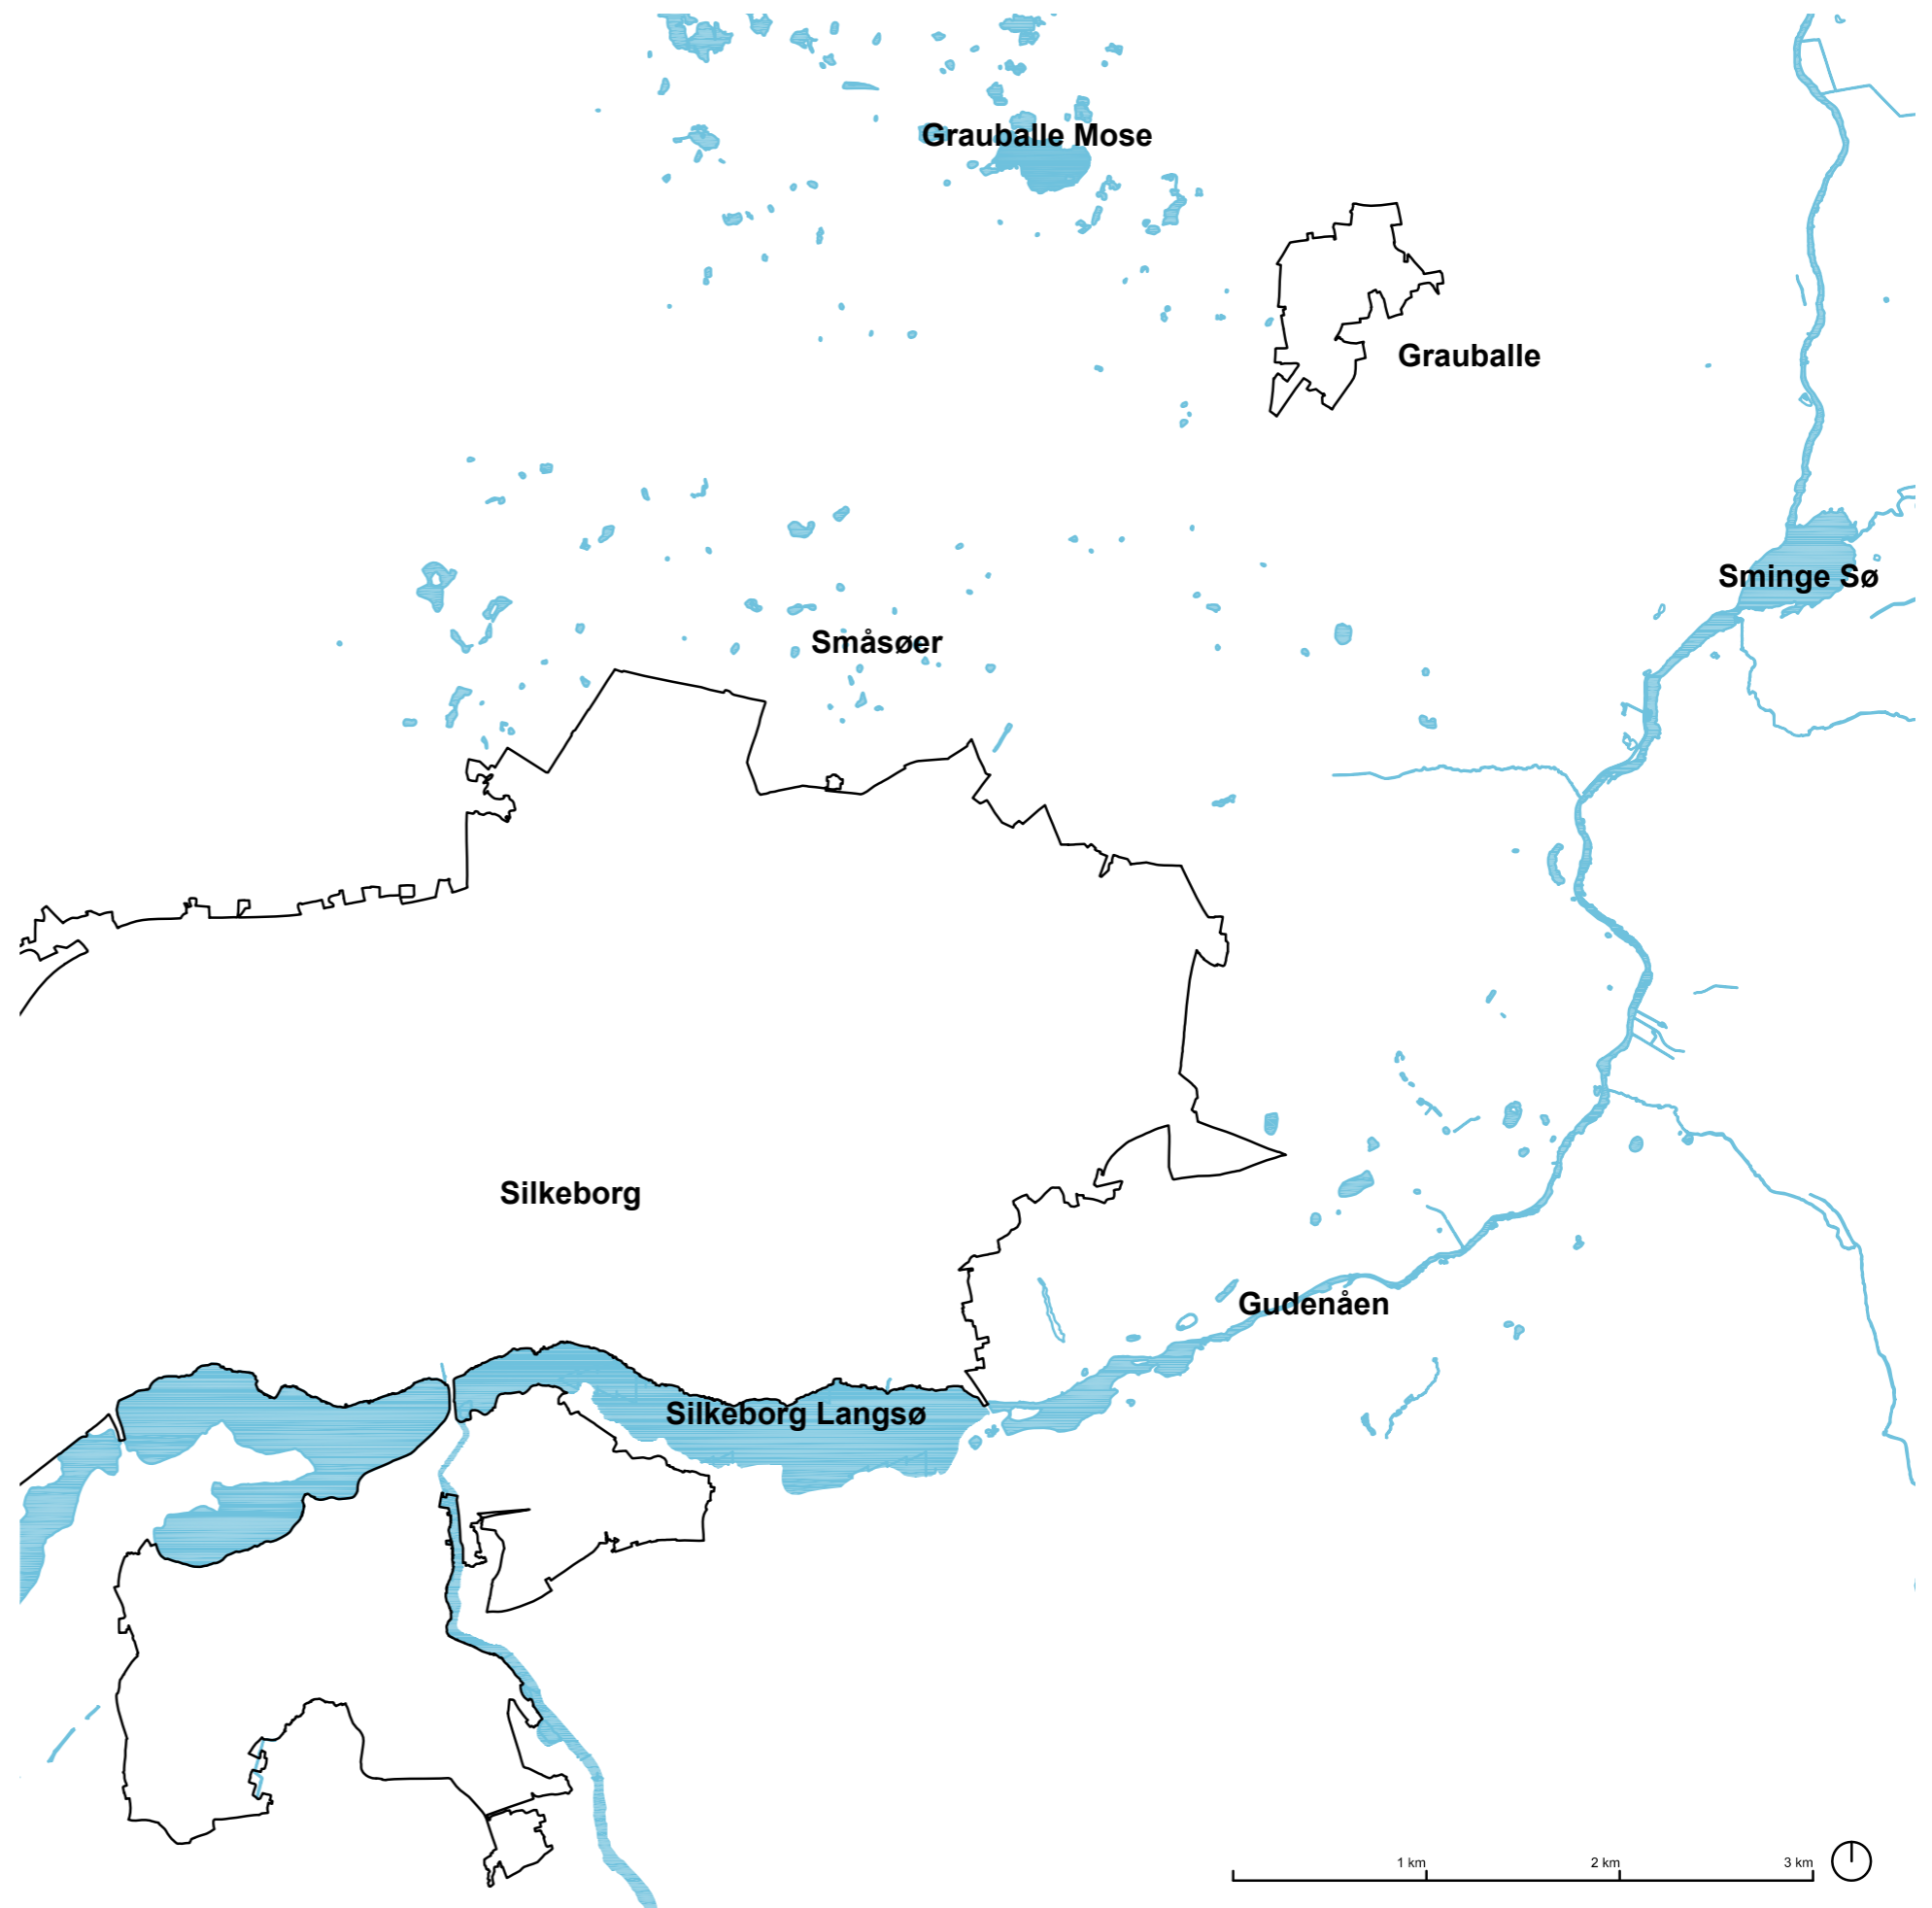 Grauballe Mose
Grauballe
Sminge Sø
Småsøer
Silkeborg
Gudenåen
Silkeborg Langsø
1 km
2 km
3 km